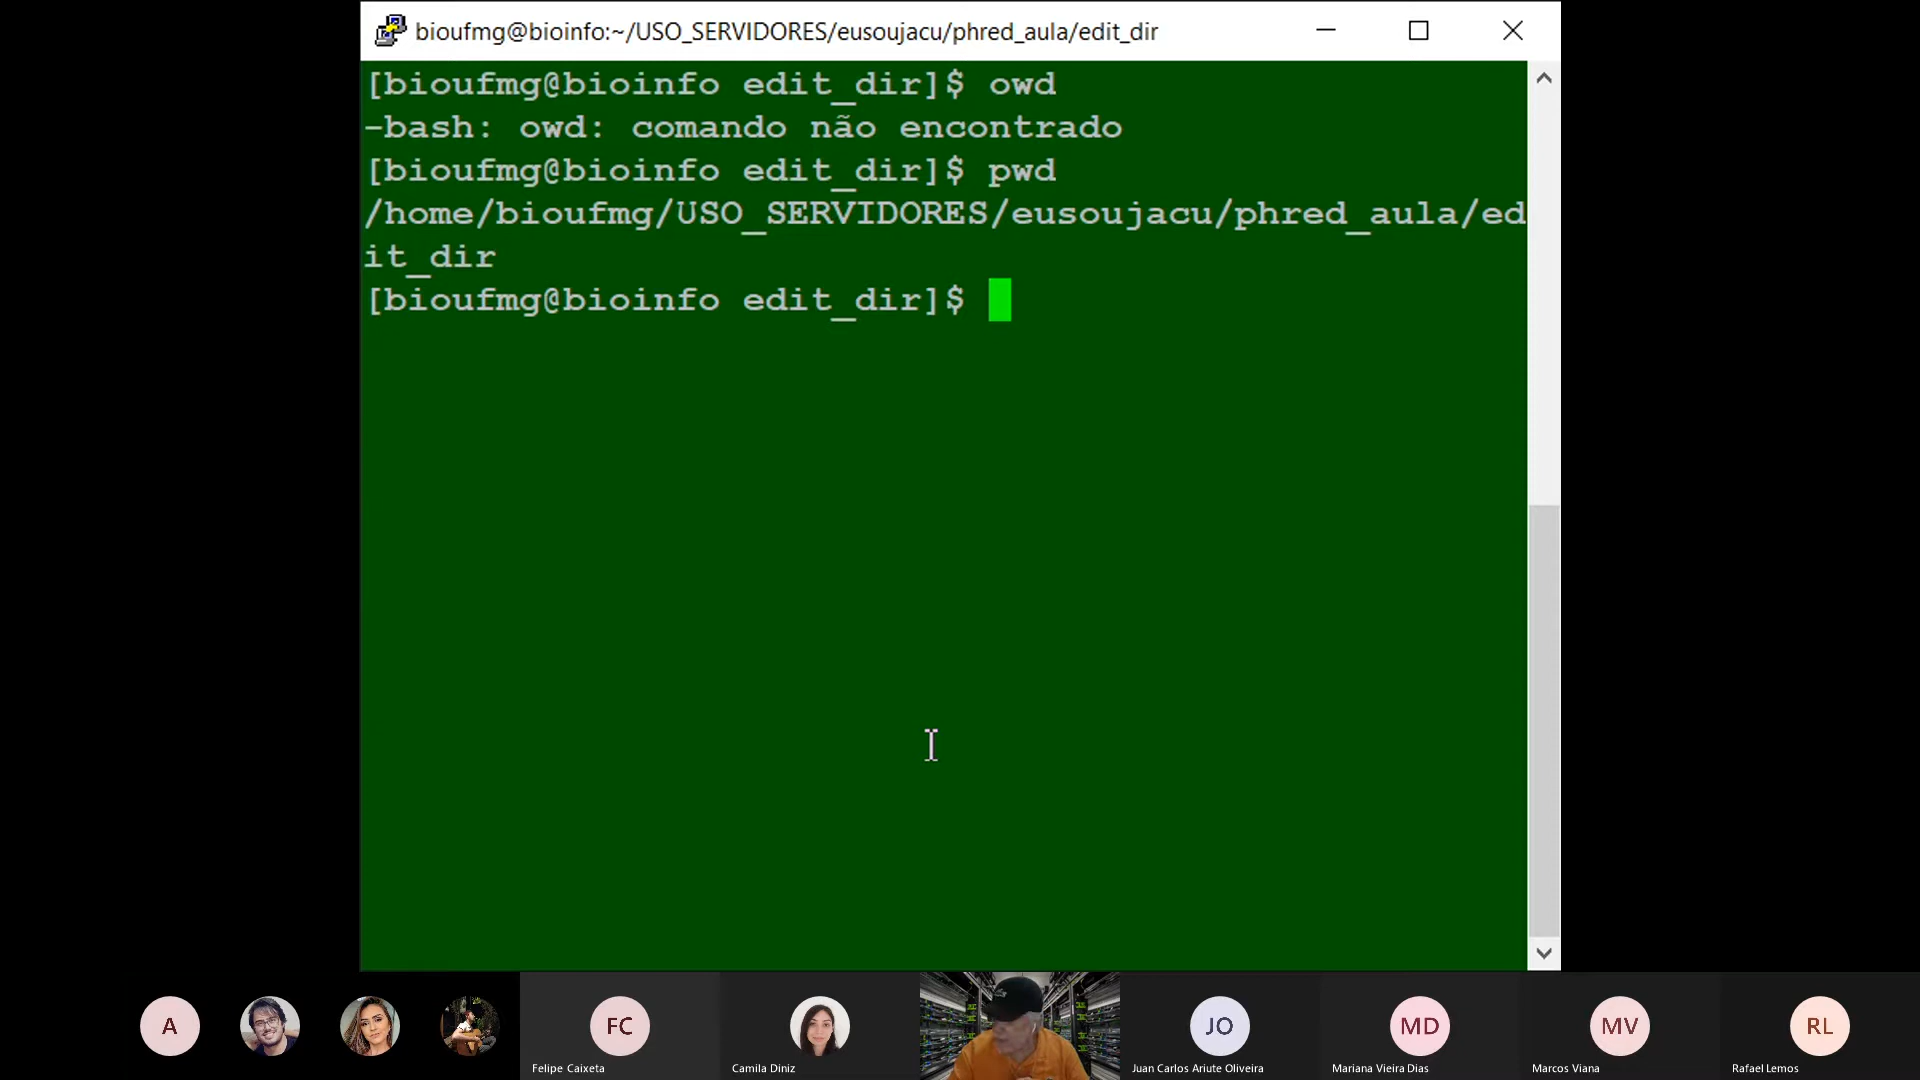 bioufmg@bioinfo:~/USO_SERVIDORES/eusoujacu/phred_aula/edit_dir
[bioufmg@bioinfo edit_dir]$ owd
-bash: owd: comando não encontrado
[bioufmg@bioinfo edit_dir]$ pwd
/home/bioufmg/USO_SERVIDORES/eusoujacu/phred_aula/ed
it_dir
[bioufmg@bioinfo edit_dir]$
A
FC
JO
MD
MV
RL
Felipe Caixeta
Camila Diniz
Juan Carlos Ariute Oliveira
Mariana Vieira Dias
Marcos Viana
Rafael Lemos